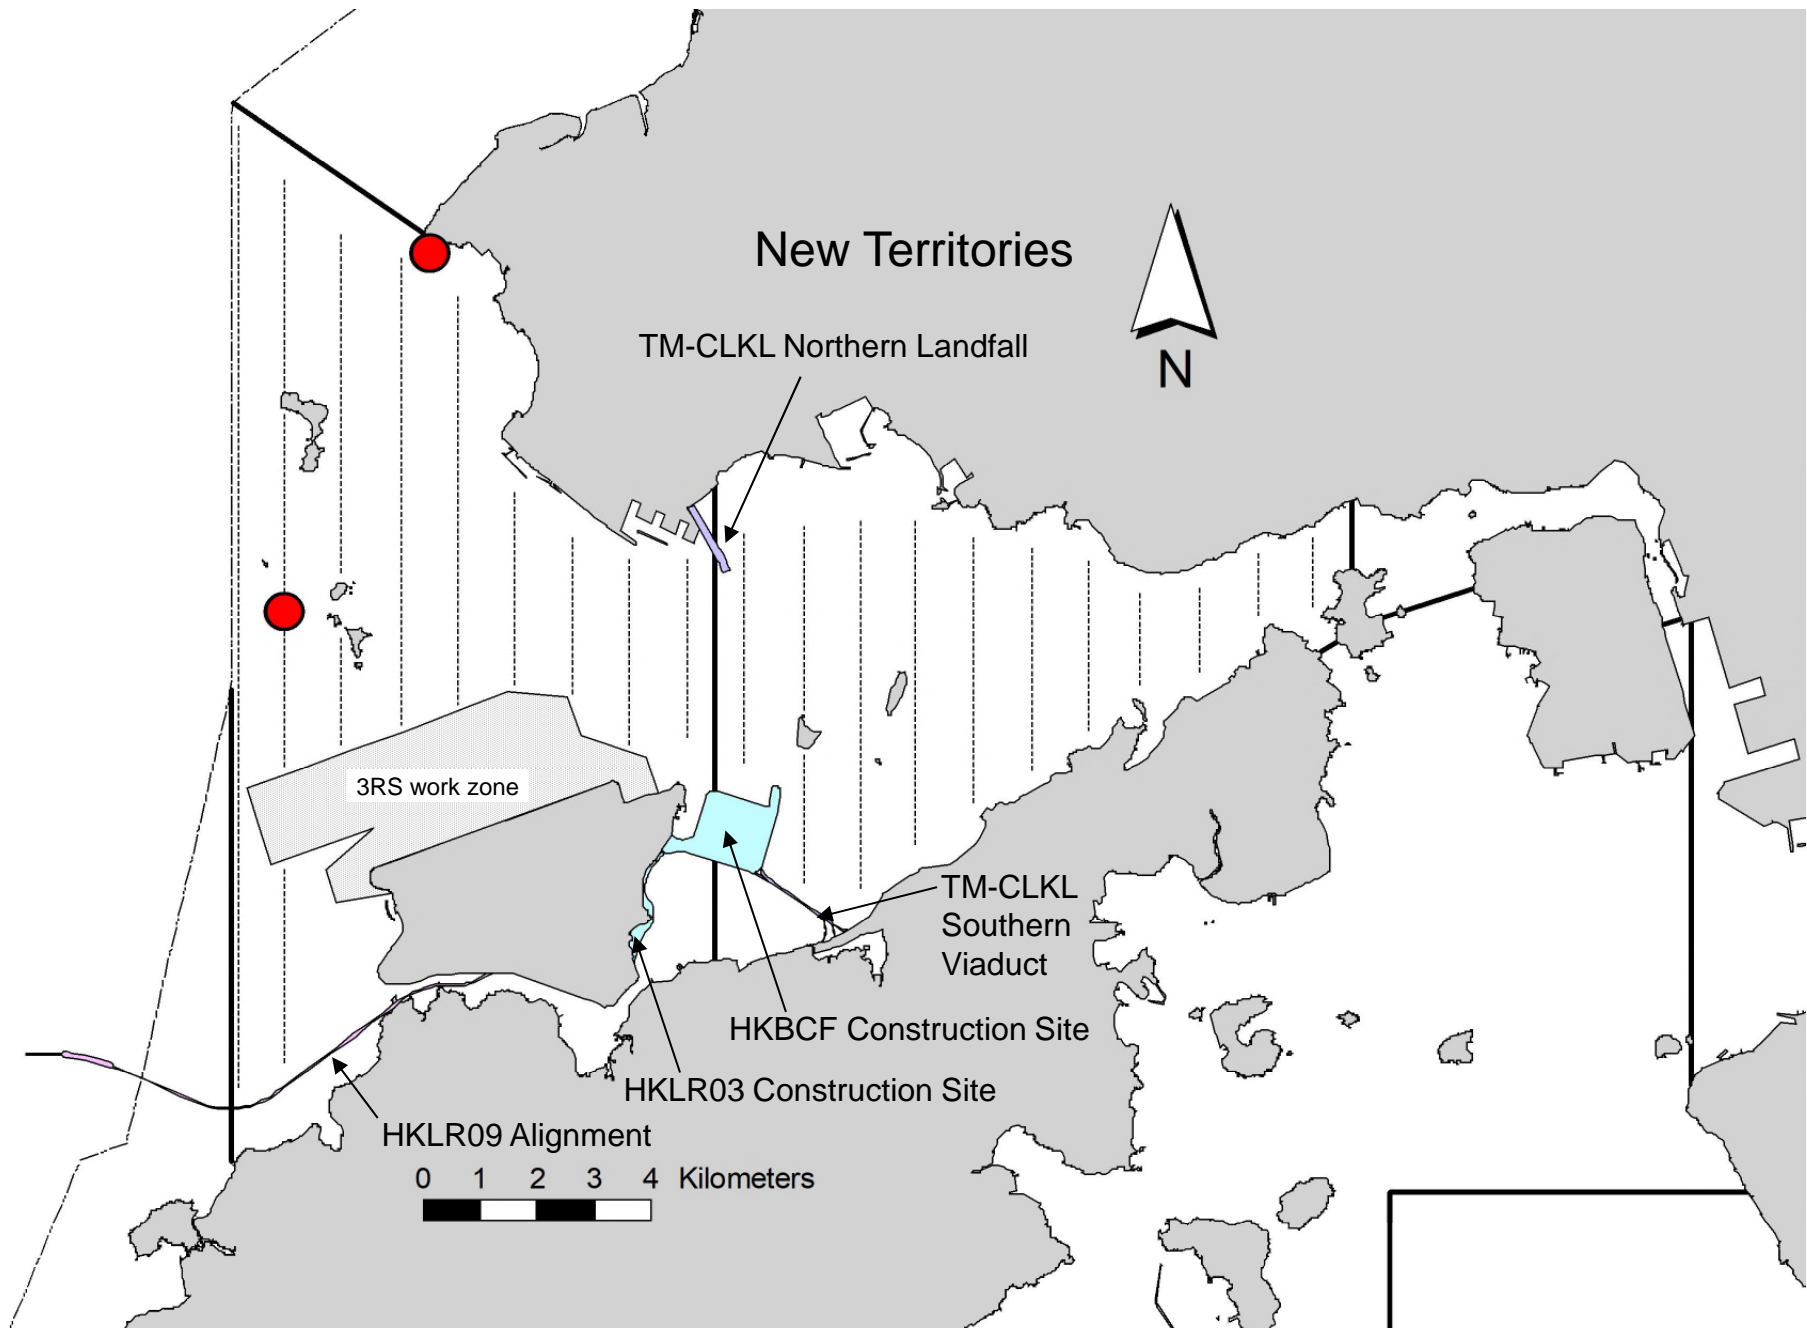 New Territories
TM-CLKL Northern Landfall
N
3RS work zone
TM-CLKL
Southern
Viaduct
HKBCF Construction Site
HKLR03 Construction Site
HKLR09 Alignment
0 1 2 3 4 Kilometers